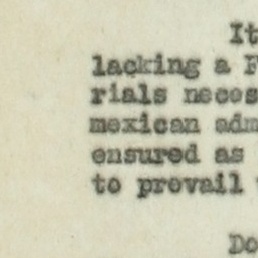 It
lacking a F
rials neces
mexican adm
ensured as
to prevail
Do